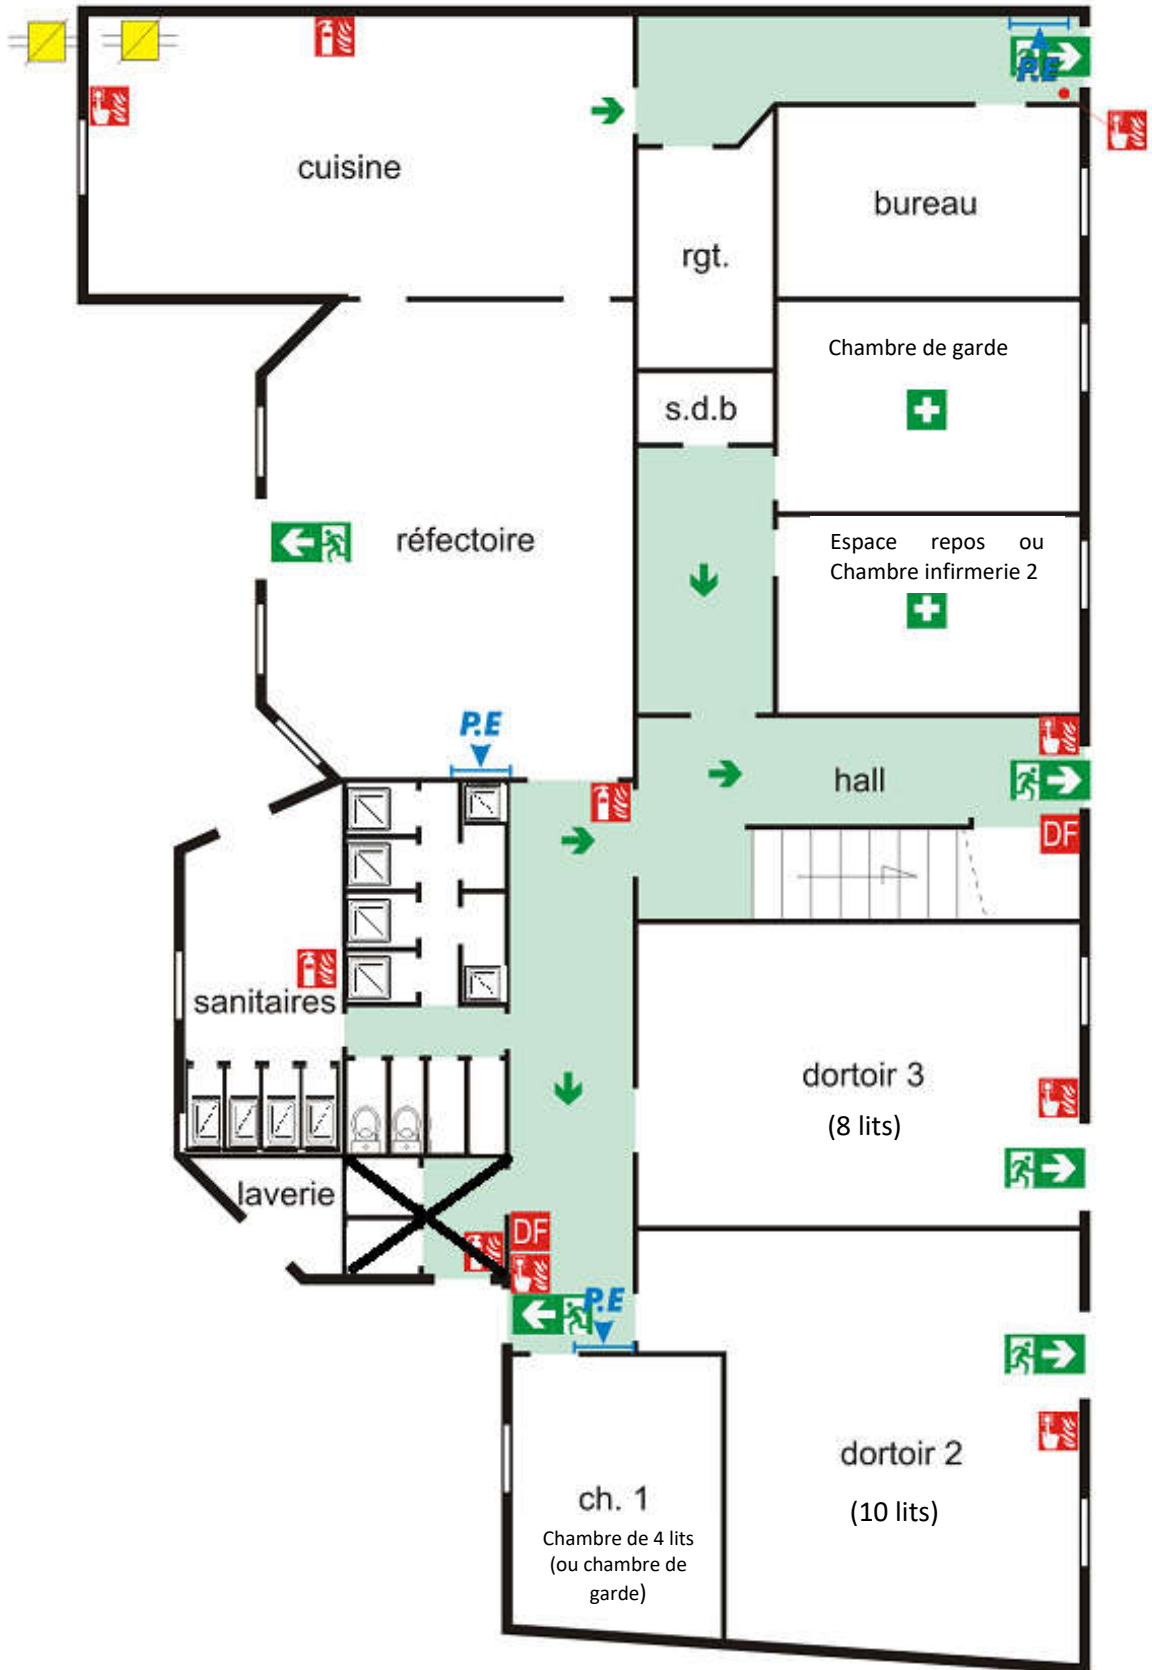 P.E
cuisine
bureau
rgt.
Chambre de garde
s.d.b
réfectoire
Espace repos ou
Chambre infirmerie 2
P.E
hall
DF
sanitaires
dortoir 3
(8 lits)
laverie
DF
P.E
dortoir 2
(10 lits)
ch. 1
Chambre de 4 lits
(ou chambre de
garde)